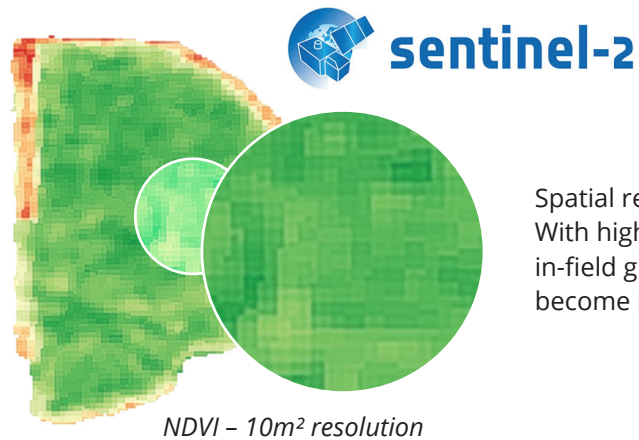 sentinel-2
Spatial re
With high
in-field g
become
NDVI – 10m² resolution